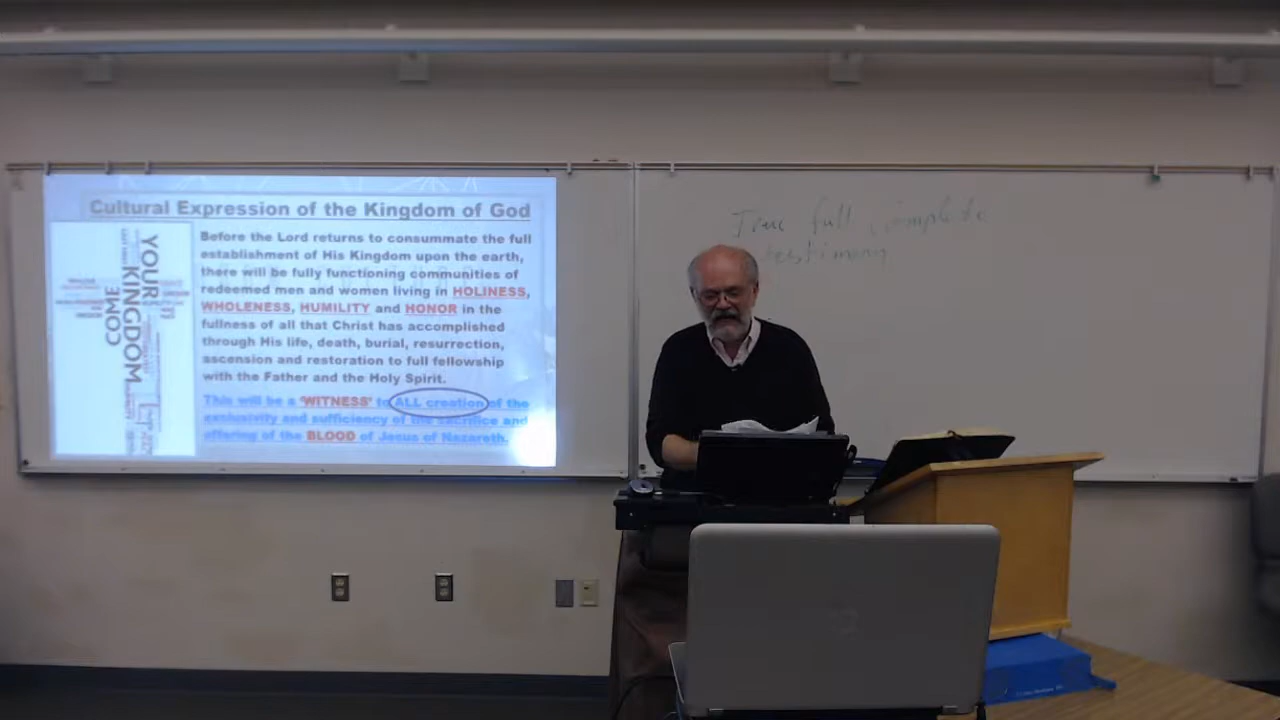 Cultural Expression of the Kingdom of God
Before the Lord returns to consummate the full
establishment of His Kingdom upon the earth,
there will be fully functioning communities of
redeemed men and women living in HOLINESS,
WHOLENESS, HUMILITY and HONOR in the
fullness of all that Christ has accomplished
through His life, death, burial, resurrection,
ascension and restoration to full fellowship
with the Father and the Holy Spirit.
This will be a 'WITNESS' to ALL creation of the
exclusivity and sufficiency of the sacrifice and
offering of the BLOOD of Jesus of Nazareth.
YOUR
KINGDOM
COME
True full complete
testimony